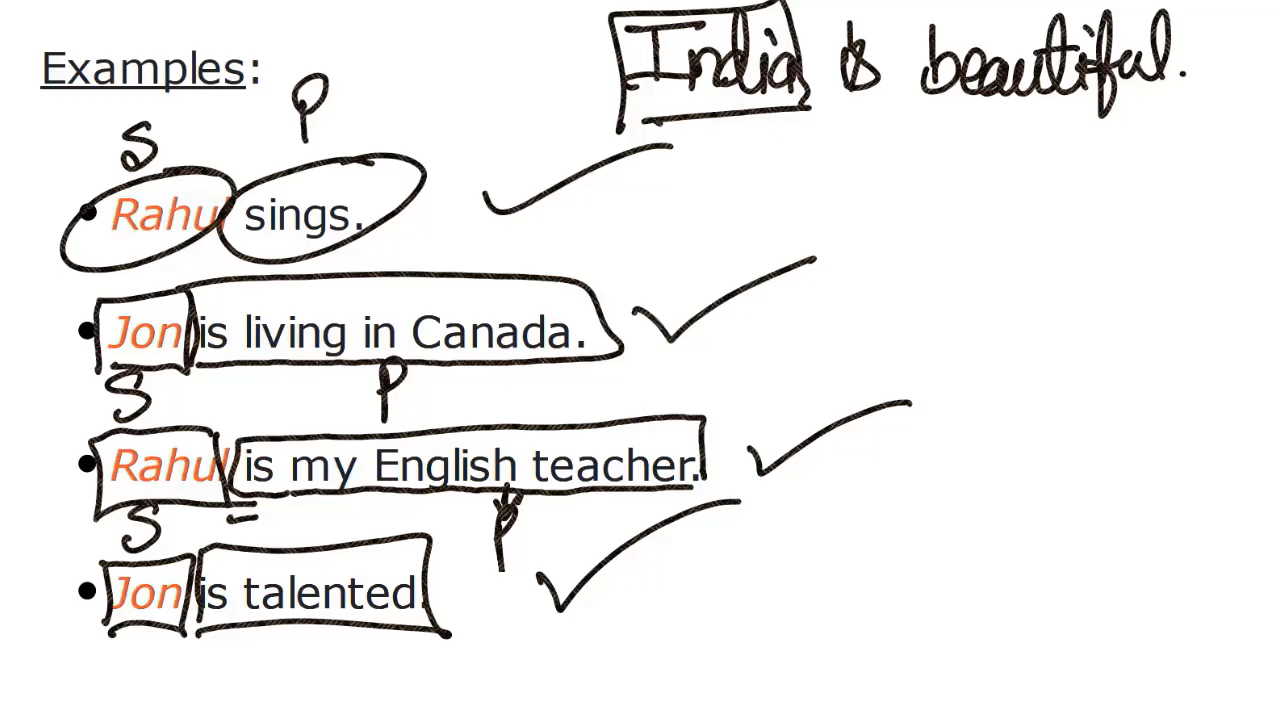 India is beautiful.
Examples:
P
S
• Rahul sings.
• Jon is living in Canada.
S P
• Rahul is my English teacher.
S P
• Jon is talented.